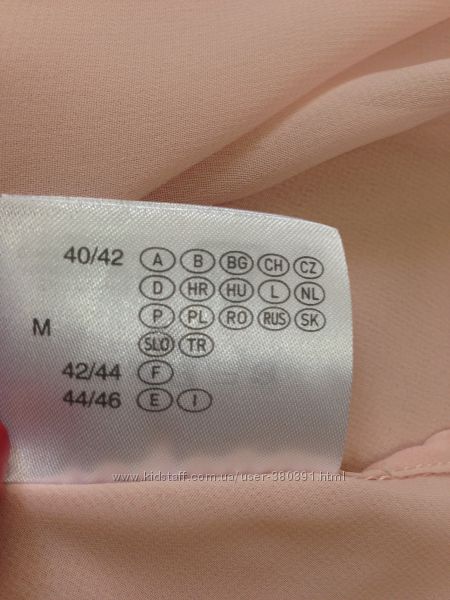 40/42 A B BG CH CZ
D HR HU L NL
P PL RO RUS SK
M
SLO TR
42/44 F
44/46 E I
www.kidstaff.com.ua/user-380391.html